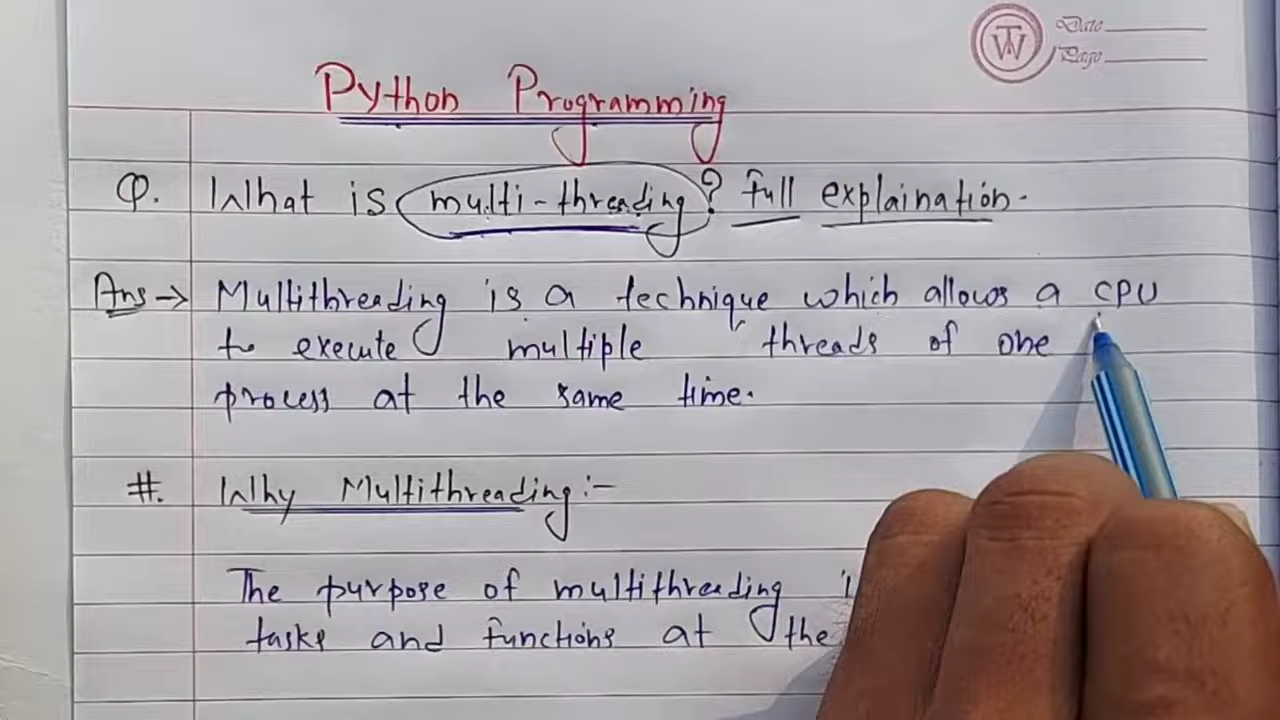 TW
Date
Page
Python Programming
Q. What is multi-threading? full explaination.
Ans→ Multithreading is a technique which allows a CPU
to execute multiple threads of one
process at the same time.
#. Why Multithreading:-
The purpose of multithreading
tasks and functions at the